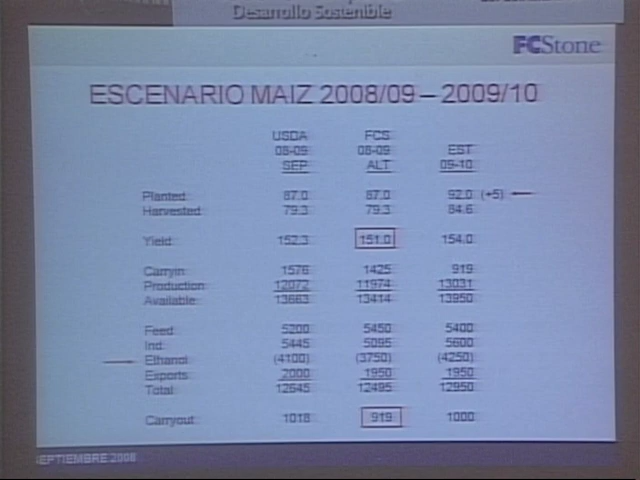 Desarrollo Sostenible
FCStone
ESCENARIO MAIZ 2008/09 – 2009/10
USDA FCS
08-09 08-09 EST
SEP ALT 09-10
Planted: 87.0 87.0 92.0 (+5)
Harvested: 79.3 79.3 84.6
Yield: 152.3 151.0 154.0
Carryin: 1576 1425 919
Production: 12072 11974 13031
Available: 13663 13414 13950
Feed: 5200 5450 5400
Ind: 5445 5095 5600
Ethanol: (4100) (3750) (4250)
Exports: 2000 1950 1950
Total: 12645 12495 12950
Carryout: 1018 919 1000
SEPTIEMBRE 2008